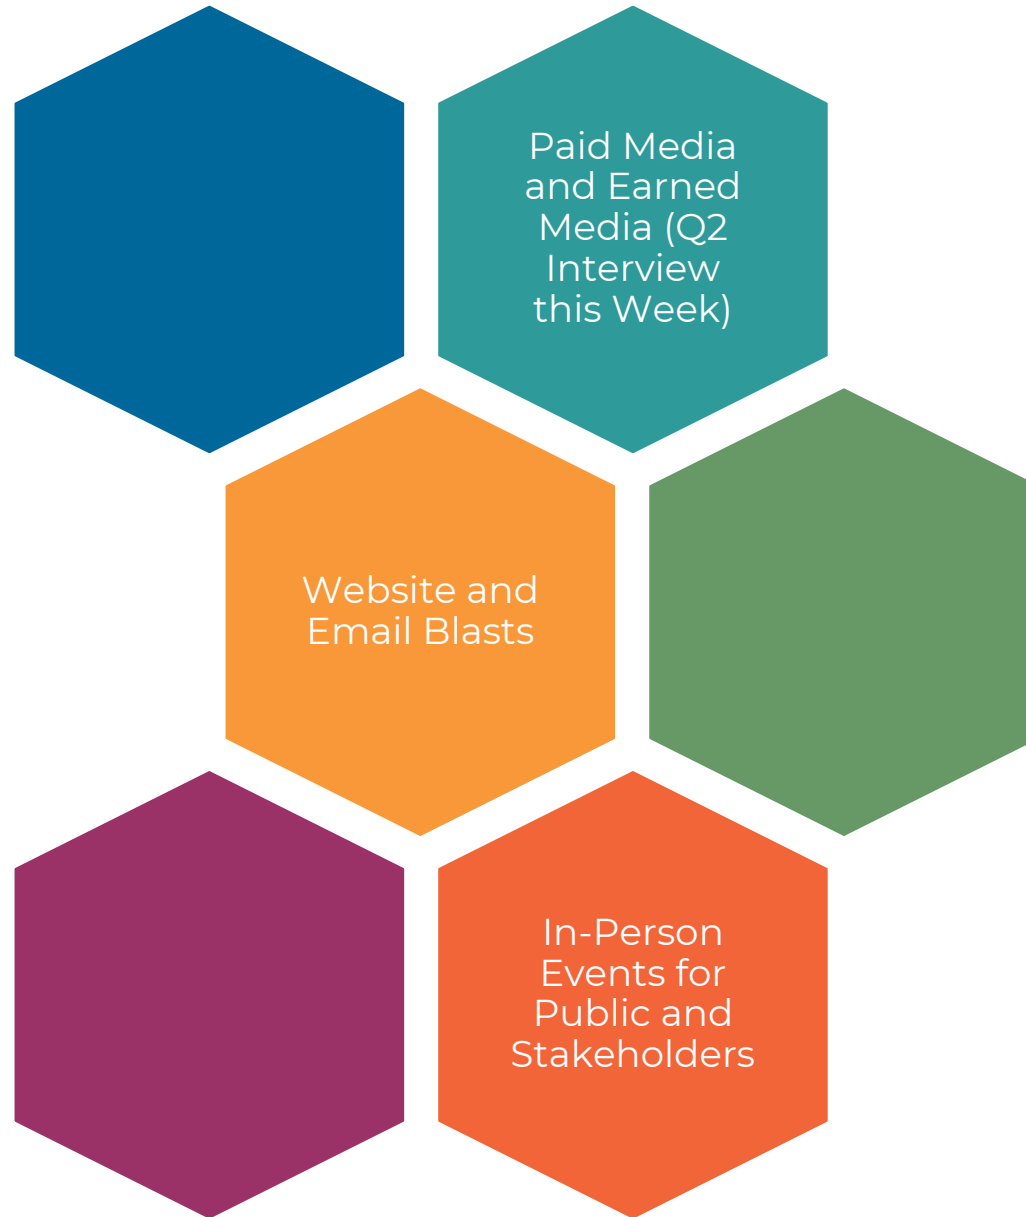 Paid Media
and Earned
Media (Q2
Interview
this Week)
Website and
Email Blasts
In-Person
Events for
Public and
Stakeholders